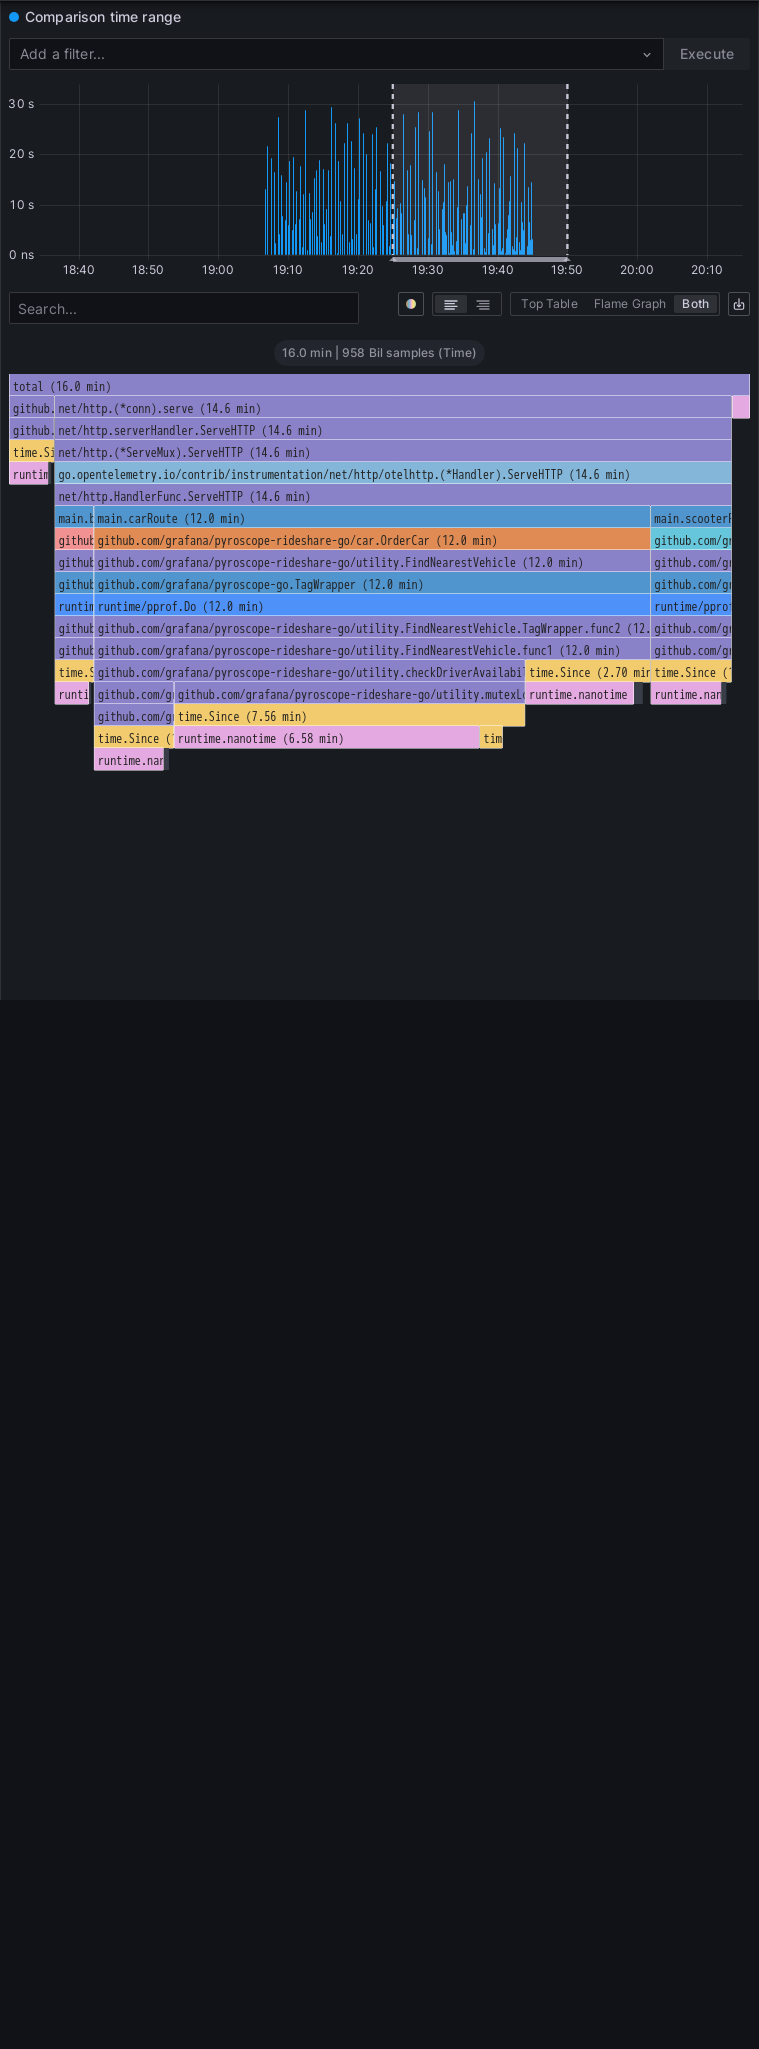 Comparison time range
Add a filter... Execute
30 s
20 s
10 s
0 ns
18:40 18:50 19:00 19:10 19:20 19:30 19:40 19:50 20:00 20:10
Search... Top Table Flame Graph Both
16.0 min | 958 Bil samples (Time)
total (16.0 min)
github. net/http.(*conn).serve (14.6 min)
github. net/http.serverHandler.ServeHTTP (14.6 min)
time.Si net/http.(*ServeMux).ServeHTTP (14.6 min)
runtim go.opentelemetry.io/contrib/instrumentation/net/http/otelhttp.(*Handler).ServeHTTP (14.6 min)
net/http.HandlerFunc.ServeHTTP (14.6 min)
main.b main.carRoute (12.0 min) main.scooterR
github github.com/grafana/pyroscope-rideshare-go/car.OrderCar (12.0 min) github.com/gr
github github.com/grafana/pyroscope-rideshare-go/utility.FindNearestVehicle (12.0 min) github.com/gr
github github.com/grafana/pyroscope-go.TagWrapper (12.0 min) github.com/gr
runtim runtime/pprof.Do (12.0 min) runtime/pprof
github github.com/grafana/pyroscope-rideshare-go/utility.FindNearestVehicle.TagWrapper.func2 (12. github.com/gr
github github.com/grafana/pyroscope-rideshare-go/utility.FindNearestVehicle.func1 (12.0 min) github.com/gr
time.S github.com/grafana/pyroscope-rideshare-go/utility.checkDriverAvailabi time.Since (2.70 min time.Since (
runti github.com/g github.com/grafana/pyroscope-rideshare-go/utility.mutexLo runtime.nanotime runtime.nan
github.com/g time.Since (7.56 min)
time.Since ( runtime.nanotime (6.58 min) tim
runtime.nan